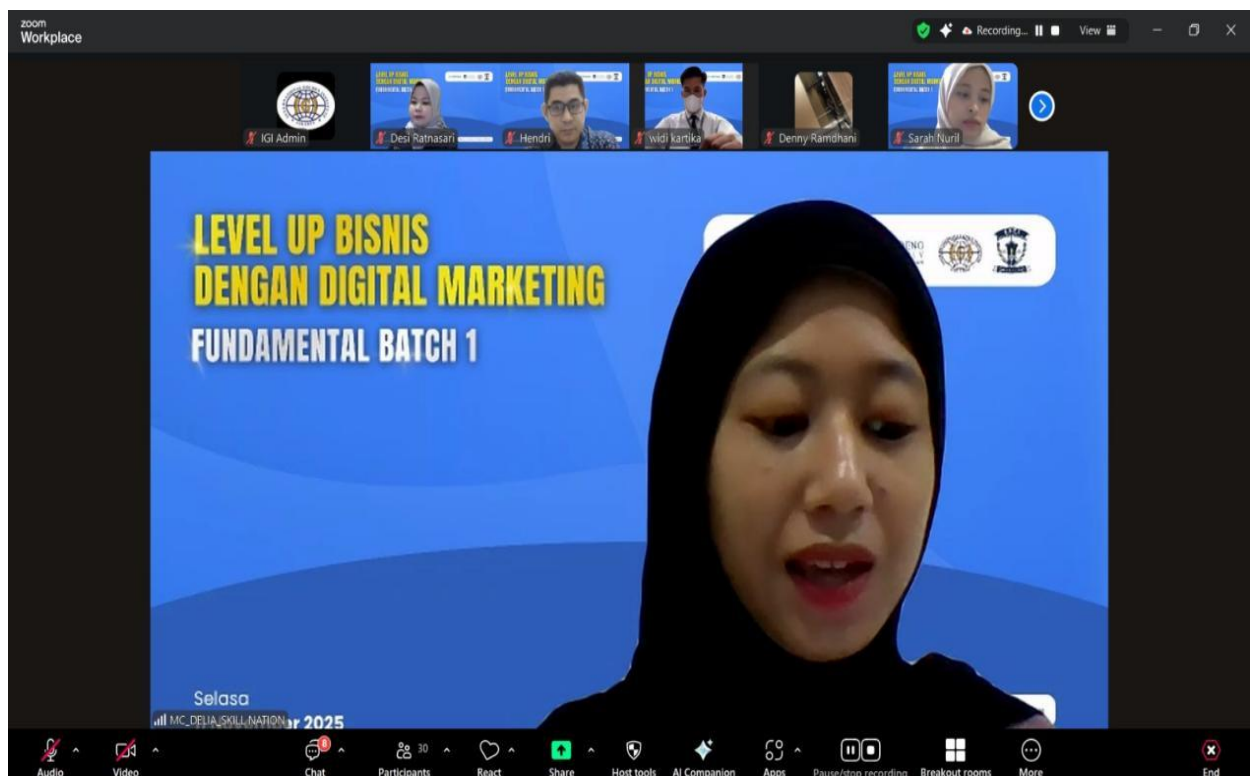 zoom
Workplace
Recording...
View
IGI Admin
Desi Ratnasari
Hendri
widi kartika
Denny Ramdhani
Sarah Nuril
LEVEL UP BISNIS
DENGAN DIGITAL MARKETING
FUNDAMENTAL BATCH 1
Selasa
2025
MC_DELIA_SKILL NATION
Audio
Video
8
Chat
30
Participants
React
Share
Host tools
AI Companion
Apps
Pause/stop recording
Breakout rooms
More
End